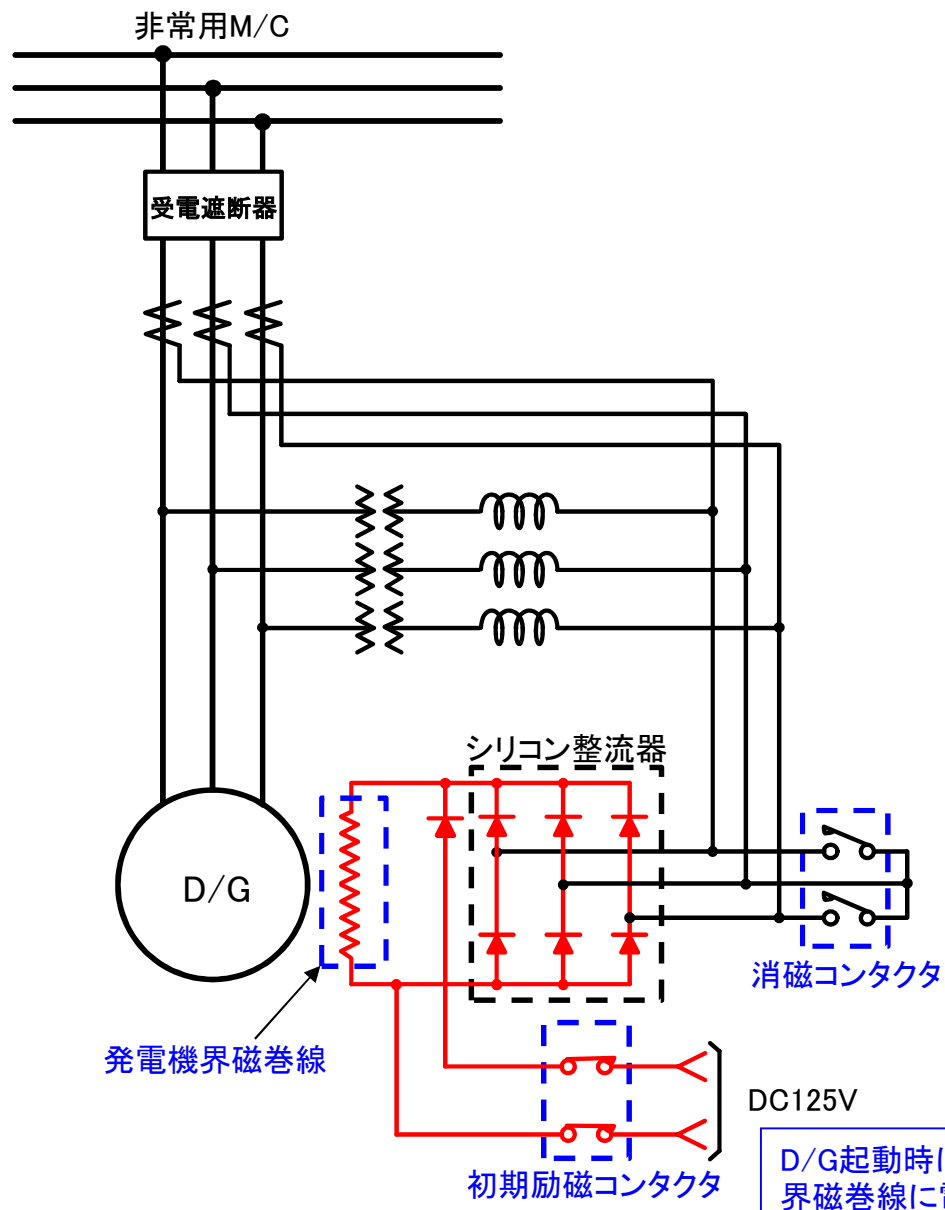 非常用M/C
受電遮断器
シリコン整流器
D/G
消磁コンタクタ
発電機界磁巻線
DC125V
初期励磁コンタクタ
D/G起動時に
界磁巻線に電